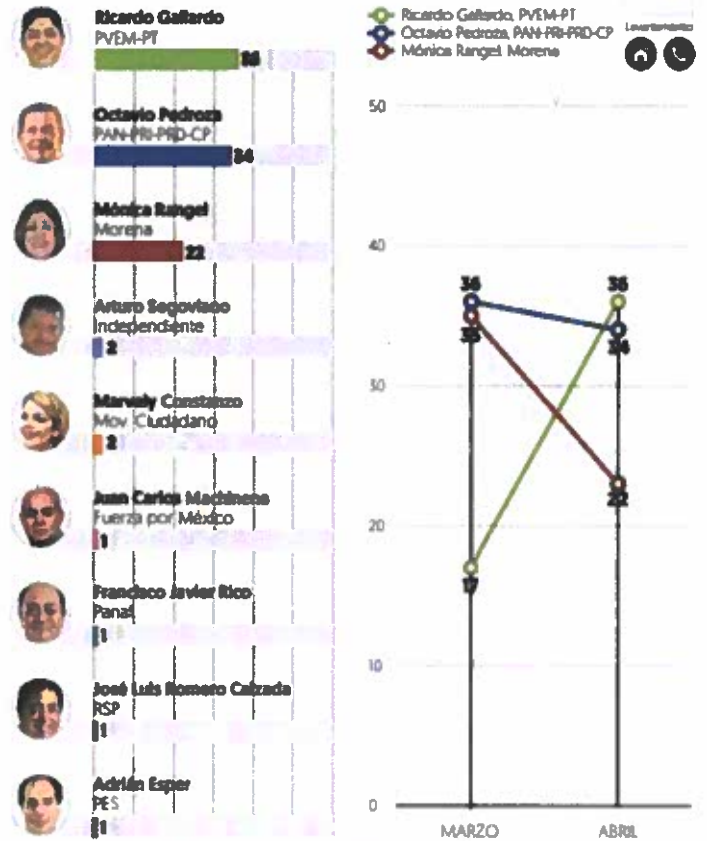 Ricardo Gallardo
PVEM-PT
36
Octavio Pedroza
PAN-PRI-PRD-CP
34
Mónica Rangel
Morena
22
Arturo Segoviano
Independiente
2
Marvely Constanzo
Mov. Ciudadano
2
Juan Carlos Machinena
Fuerza por México
1
Francisco Javier Rico
Panal
1
José Luis Romero Calzada
RSP
1
Adrián Esper
PES
1
Ricardo Gallardo, PVEM-PT
Octavio Pedroza, PAN-PRI-PRD-CP
Mónica Rangel, Morena
Levantamiento
50
40
30
20
10
0
36
35
17
36
34
22
MARZO
ABRIL